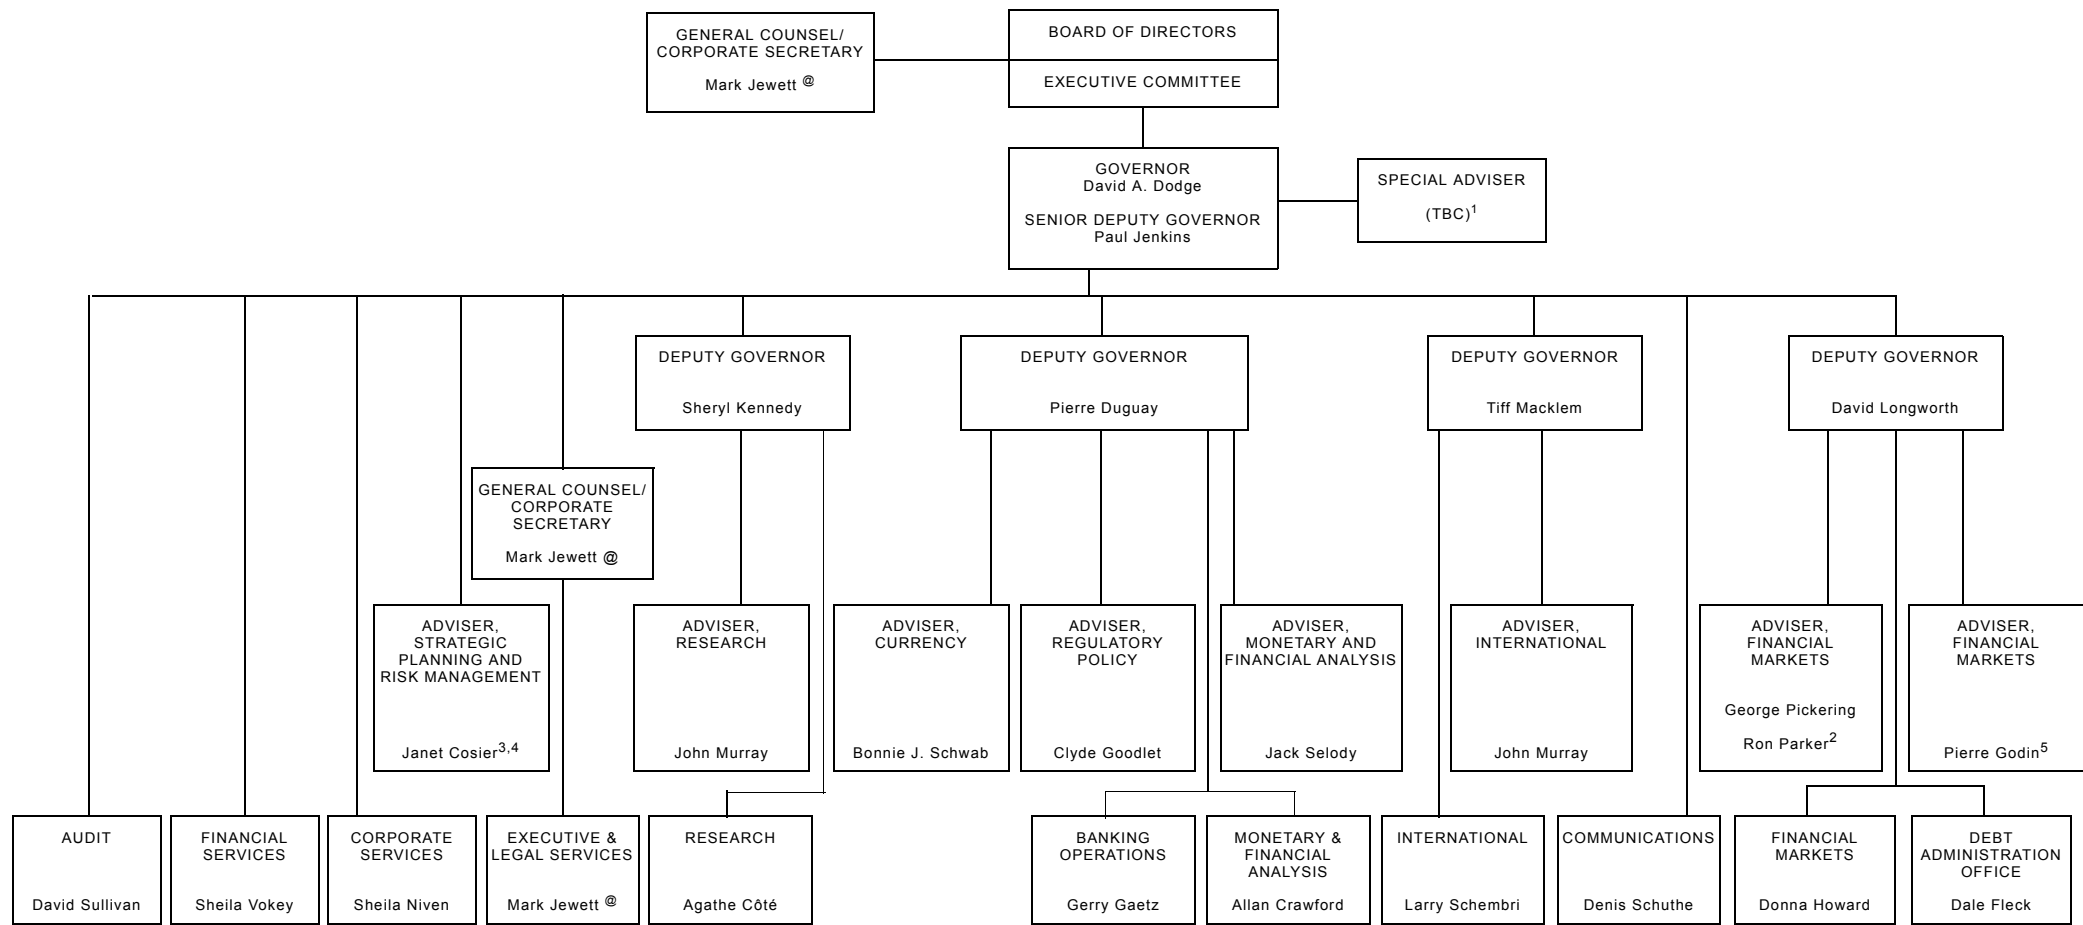 GENERAL COUNSEL/
CORPORATE SECRETARY
Mark Jewett @
BOARD OF DIRECTORS
EXECUTIVE COMMITTEE
GOVERNOR
David A. Dodge
SENIOR DEPUTY GOVERNOR
Paul Jenkins
SPECIAL ADVISER
(TBC)1
DEPUTY GOVERNOR
Sheryl Kennedy
DEPUTY GOVERNOR
Pierre Duguay
DEPUTY GOVERNOR
Tiff Macklem
DEPUTY GOVERNOR
David Longworth
GENERAL COUNSEL/
CORPORATE
SECRETARY
Mark Jewett @
ADVISER,
STRATEGIC
PLANNING AND
RISK MANAGEMENT
Janet Cosier3,4
ADVISER,
RESEARCH
John Murray
ADVISER,
CURRENCY
Bonnie J. Schwab
ADVISER,
REGULATORY
POLICY
Clyde Goodlet
ADVISER,
MONETARY AND
FINANCIAL ANALYSIS
Jack Selody
ADVISER,
INTERNATIONAL
John Murray
ADVISER,
FINANCIAL
MARKETS
George Pickering
Ron Parker2
ADVISER,
FINANCIAL
MARKETS
Pierre Godin5
AUDIT
David Sullivan
FINANCIAL
SERVICES
Sheila Vokey
CORPORATE
SERVICES
Sheila Niven
EXECUTIVE &
LEGAL SERVICES
Mark Jewett @
RESEARCH
Agathe Côté
BANKING
OPERATIONS
Gerry Gaetz
MONETARY &
FINANCIAL
ANALYSIS
Allan Crawford
INTERNATIONAL
Larry Schembri
COMMUNICATIONS
Denis Schuthe
FINANCIAL
MARKETS
Donna Howard
DEBT
ADMINISTRATION
OFFICE
Dale Fleck